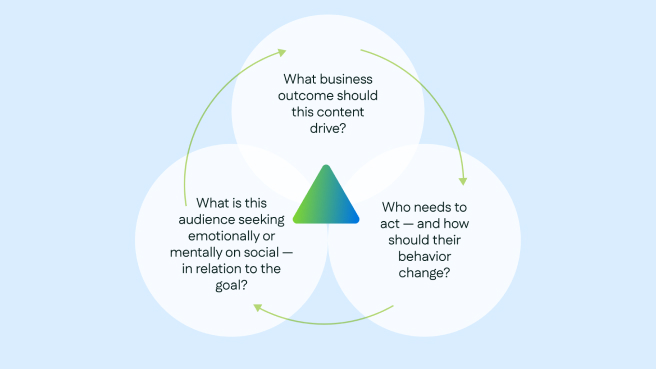 What business
outcome should
this content
drive?
Who needs to
act — and how
should their
behavior
change?
What is this
audience seeking
emotionally or
mentally on social —
in relation to the
goal?